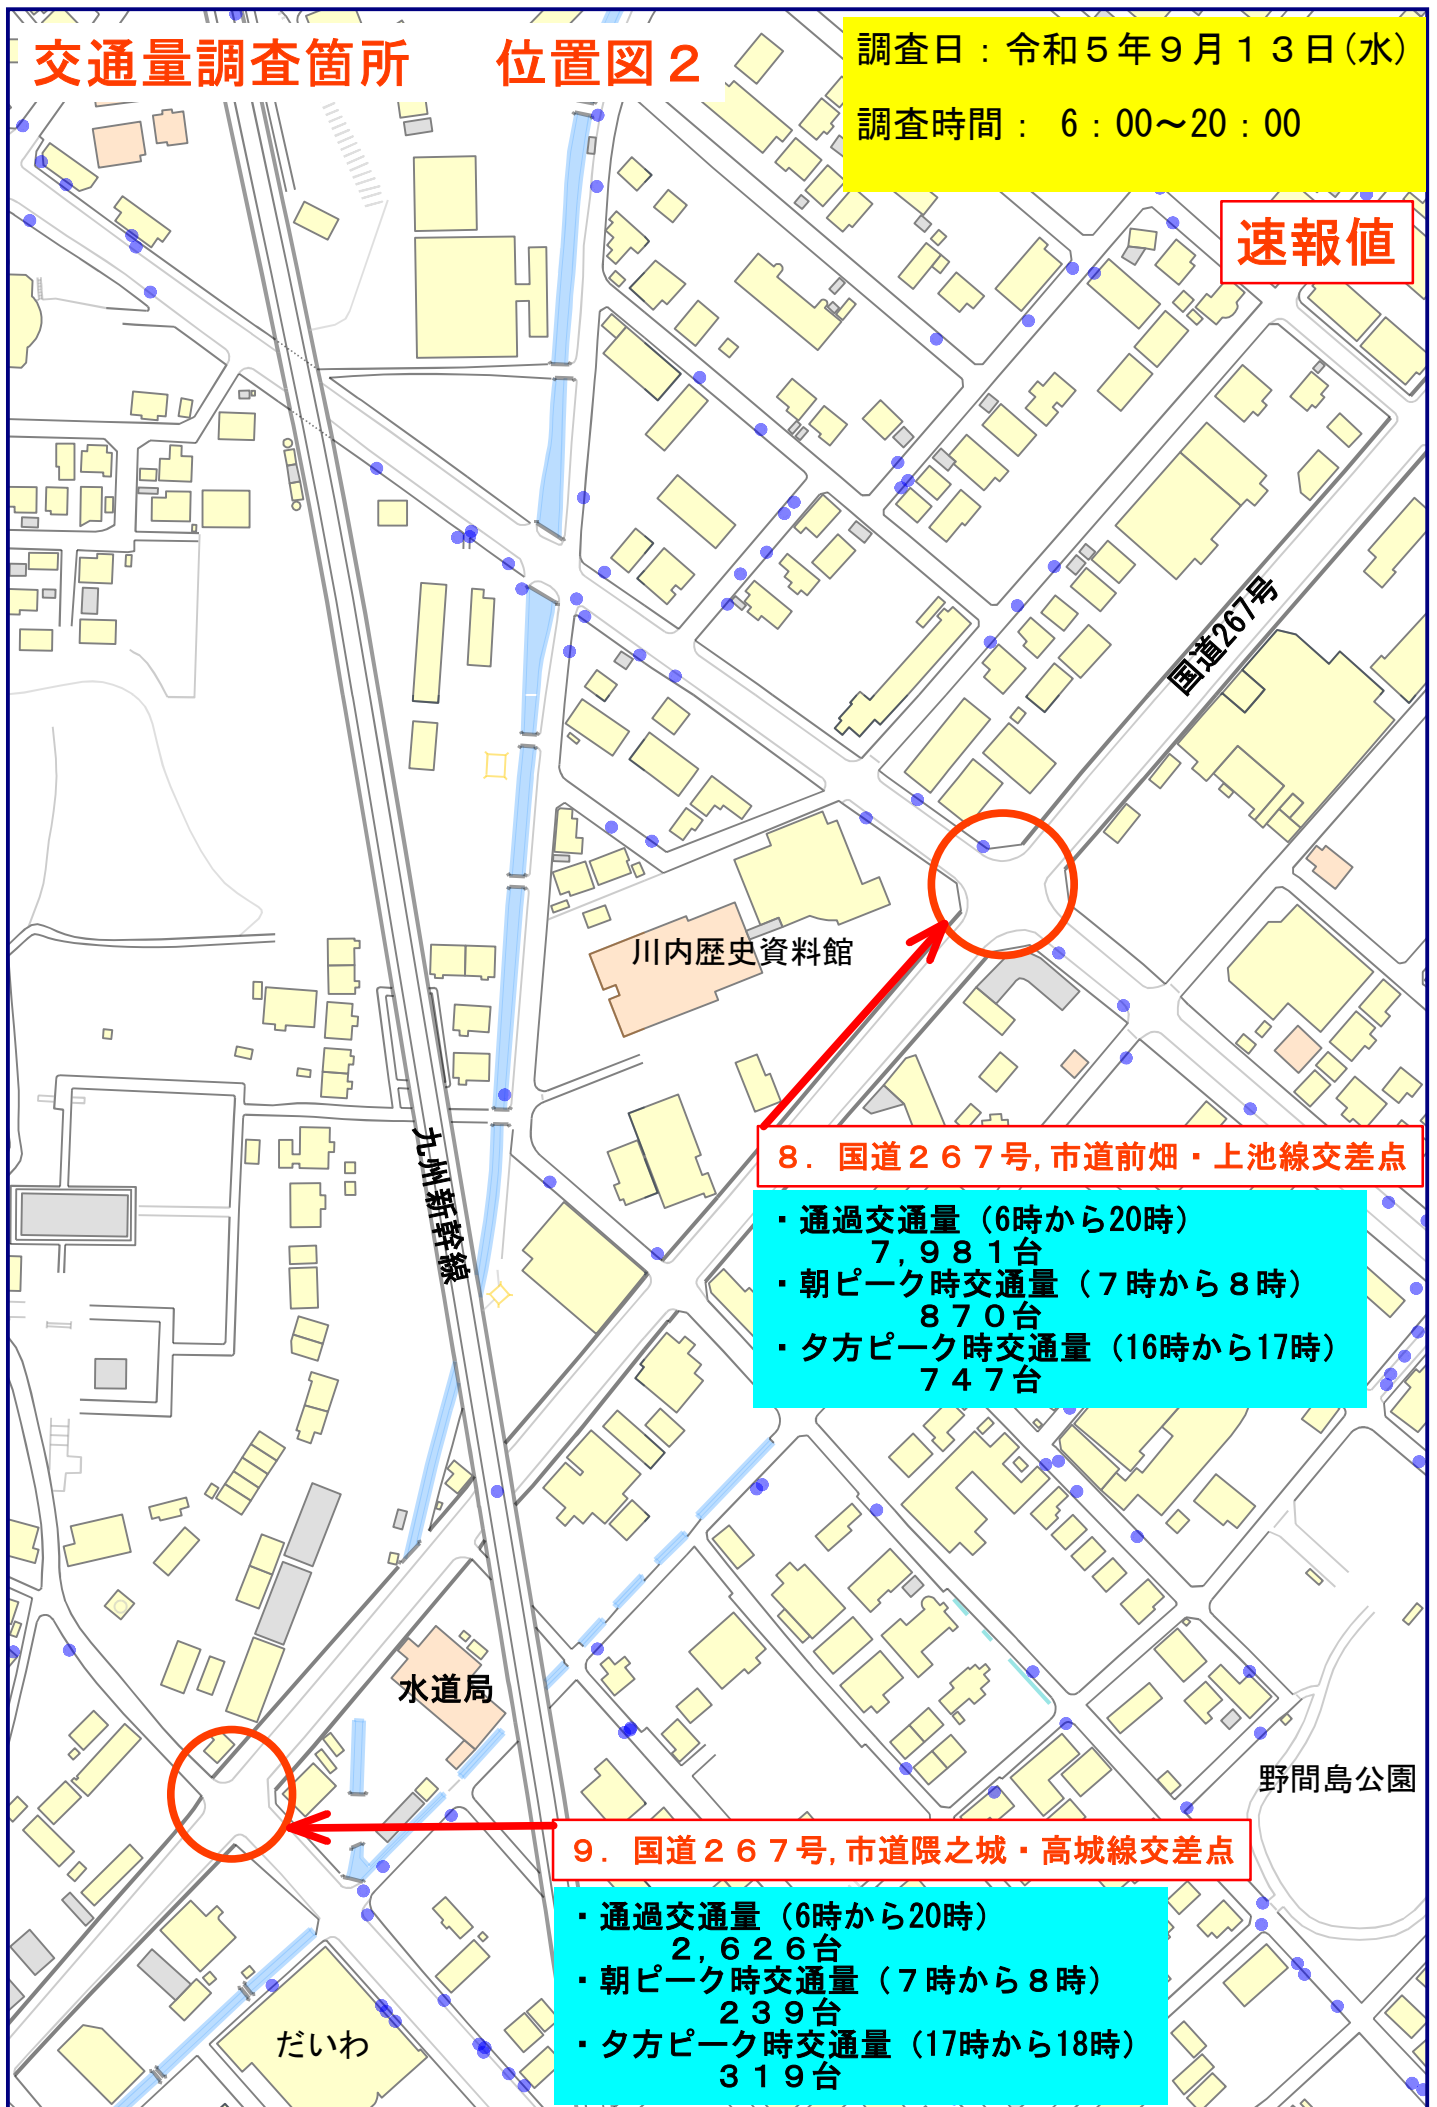 交通量調査箇所　位置図２
調査日：令和５年９月１３日(水)
調査時間：　6：00～20：00
速報値
国道267号
川内歴史資料館
九州新幹線
８．国道２６７号,市道前畑・上池線交差点
・通過交通量（6時から20時）
７,９８１台
・朝ピーク時交通量（７時から８時）
８７０台
・夕方ピーク時交通量（16時から17時）
７４７台
水道局
野間島公園
９．国道２６７号,市道隈之城・高城線交差点
・通過交通量（6時から20時）
２,６２６台
・朝ピーク時交通量（７時から８時）
２３９台
・夕方ピーク時交通量（17時から18時）
３１９台
だいわ